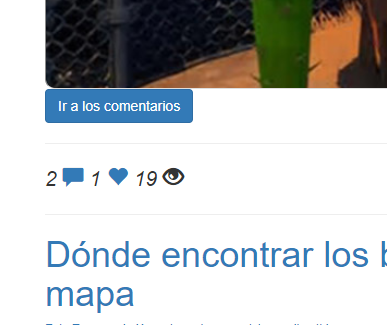 Ir a los comentarios
2 1 19
Dónde encontrar los
mapa